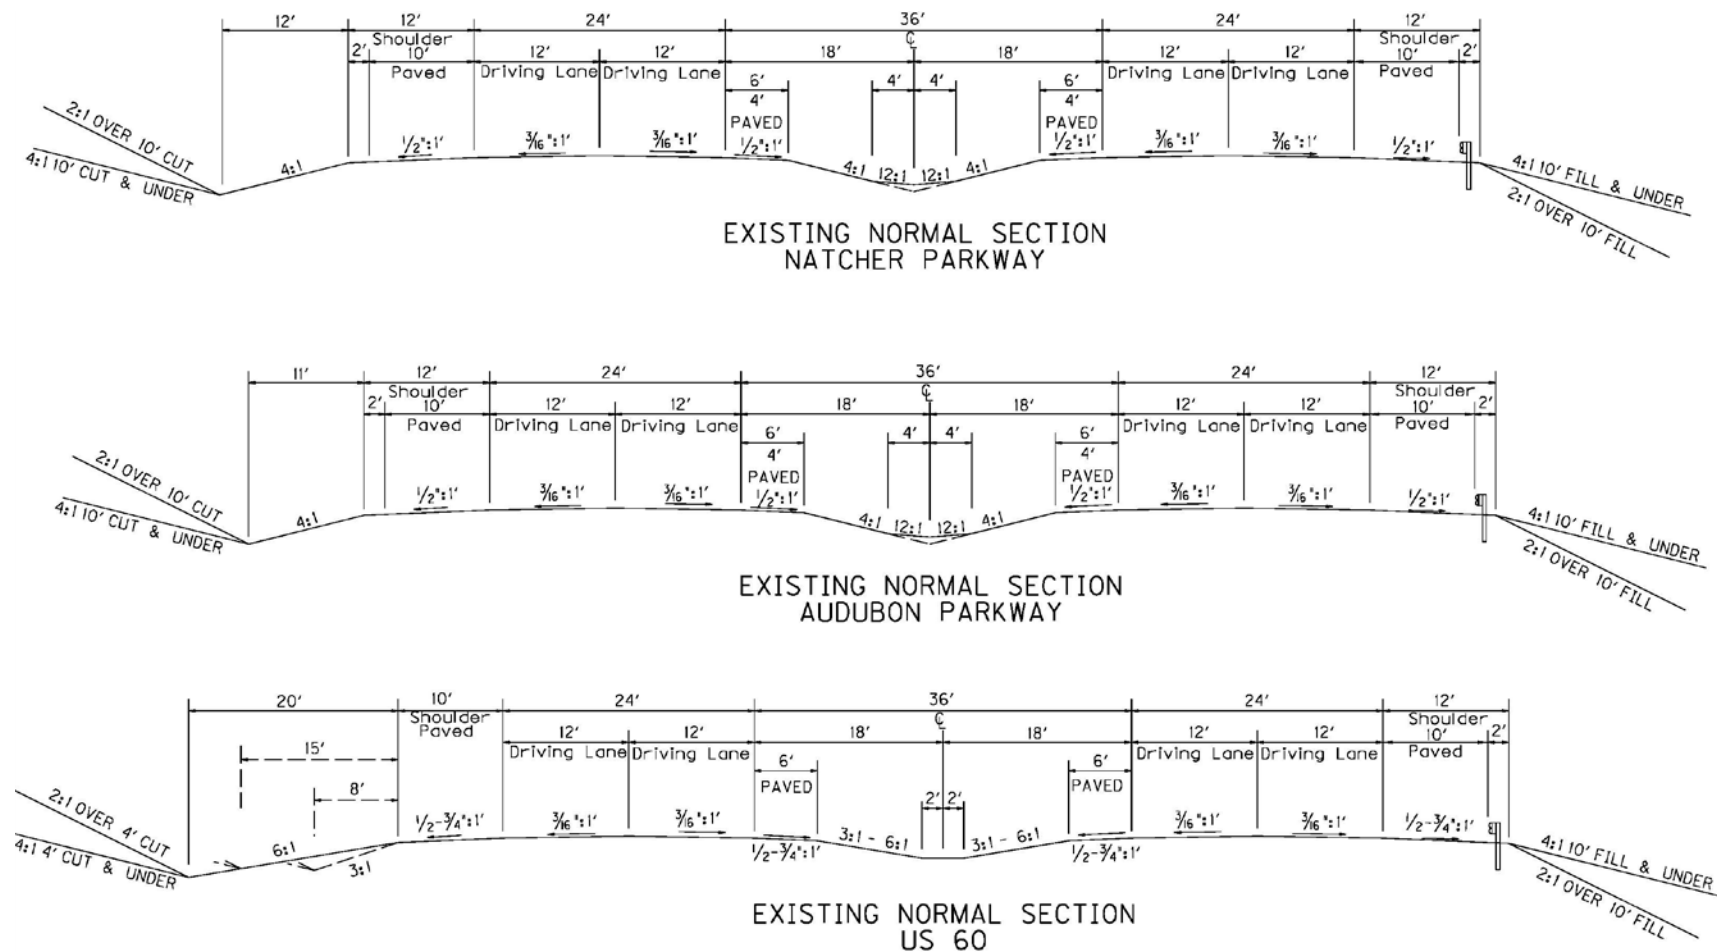 12' 12' 24' 36' 24' 12'
Shoulder ℄ Shoulder
2' 10' 12' 12' 18' 18' 12' 12' 10' 2'
Paved Driving Lane Driving Lane Driving Lane Driving Lane Paved
6' 4' 4' 6'
4' 4'
PAVED PAVED
1/2":1' 3/16":1' 3/16":1' 1/2":1' 1/2":1' 3/16":1' 3/16":1' 1/2":1'
2:1 OVER 10' CUT
4:1 10' CUT & UNDER
4:1 4:1 12:1 12:1 4:1
4:1 10' FILL & UNDER
2:1 OVER 10' FILL
EXISTING NORMAL SECTION
NATCHER PARKWAY
11' 12' 24' 36' 24' 12'
Shoulder ℄ Shoulder
2' 10' 12' 12' 18' 18' 12' 12' 10' 2'
Paved Driving Lane Driving Lane Driving Lane Driving Lane Paved
6' 4' 4' 6'
4' 4'
PAVED PAVED
1/2":1' 3/16":1' 3/16":1' 1/2":1' 1/2":1' 3/16":1' 3/16":1' 1/2":1'
2:1 OVER 10' CUT
4:1 10' CUT & UNDER
4:1 4:1 12:1 12:1 4:1
4:1 10' FILL & UNDER
2:1 OVER 10' FILL
EXISTING NORMAL SECTION
AUDUBON PARKWAY
20' 10' 24' 36' 24' 12'
Shoulder ℄ Shoulder
Paved 12' 12' 18' 18' 12' 12' 10' 2'
15' Driving Lane Driving Lane Driving Lane Driving Lane Paved
6' 6'
PAVED PAVED
8' 2' 2'
1/2-3/4":1' 3/16":1' 3/16":1' 3/16":1' 3/16":1' 1/2-3/4":1'
2:1 OVER 4' CUT
4:1 4' CUT & UNDER
6:1 3:1 - 6:1 3:1 - 6:1
3:1 1/2-3/4":1' 1/2-3/4":1'
4:1 10' FILL & UNDER
2:1 OVER 10' FILL
EXISTING NORMAL SECTION
US 60